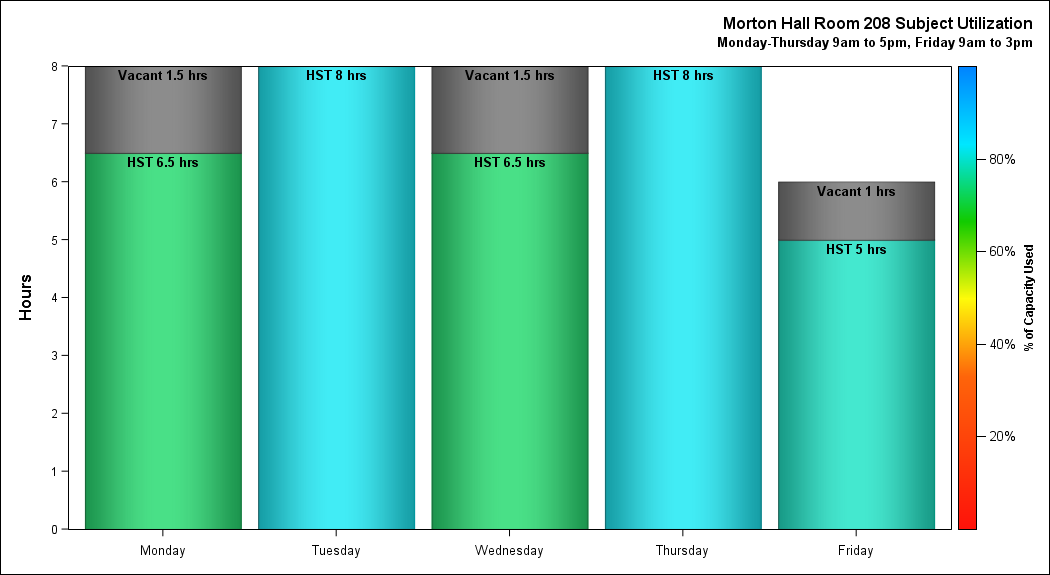 Morton Hall Room 208 Subject Utilization
Monday-Thursday 9am to 5pm, Friday 9am to 3pm
8
7
6
5
4
3
2
1
0
Hours
Vacant 1.5 hrs
HST 6.5 hrs
HST 8 hrs
Vacant 1.5 hrs
HST 6.5 hrs
HST 8 hrs
Vacant 1 hrs
HST 5 hrs
Monday
Tuesday
Wednesday
Thursday
Friday
80%
60%
40%
20%
% of Capacity Used